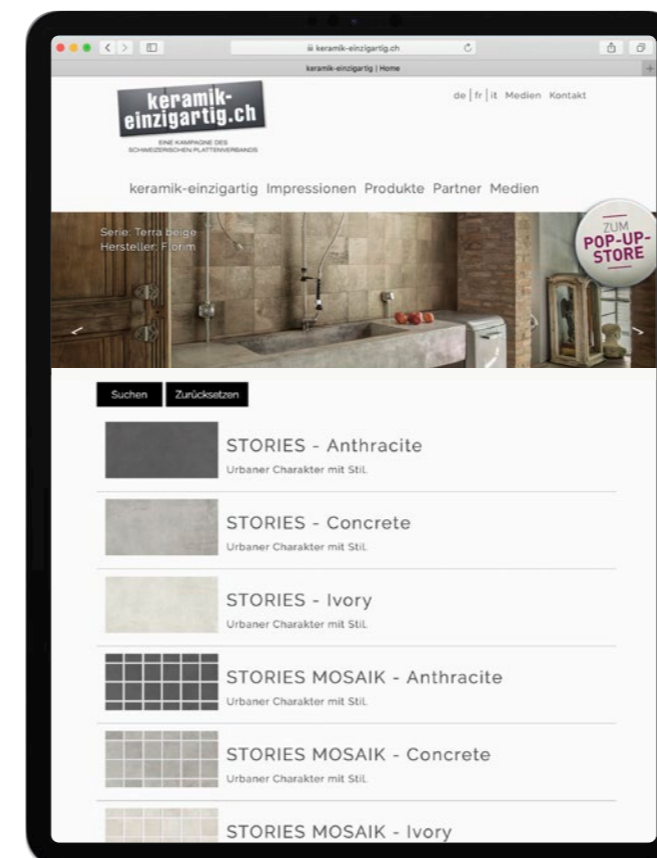 keramik-einzigartig.ch
keramik-einzigartig | Home
keramik-
einzigartig.ch
EINE KAMPAGNE DES
SCHWEIZERISCHEN PLATTENVERBANDS
de | fr | it Medien Kontakt
keramik-einzigartig Impressionen Produkte Partner Medien
Serie: Terra beige
Hersteller: Florim
ZUM
POP-UP-
STORE
Suchen Zurücksetzen
STORIES - Anthracite
Urbaner Charakter mit Stil.
STORIES - Concrete
Urbaner Charakter mit Stil.
STORIES - Ivory
Urbaner Charakter mit Stil.
STORIES MOSAIK - Anthracite
Urbaner Charakter mit Stil.
STORIES MOSAIK - Concrete
Urbaner Charakter mit Stil.
STORIES MOSAIK - Ivory